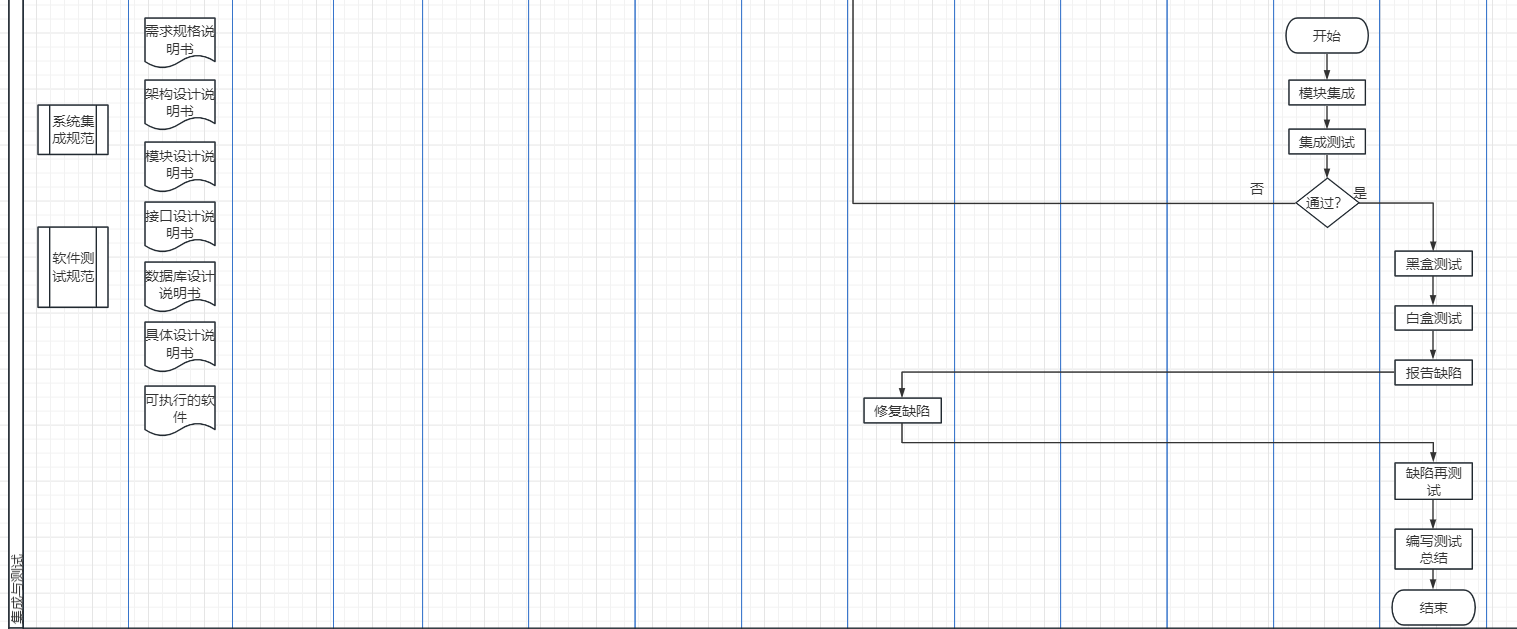 系统集
成规范
软件测
试规范
需求规格说
明书
架构设计说
明书
模块设计说
明书
接口设计说
明书
数据库设计
说明书
具体设计说
明书
可执行的软
件
开始
模块集成
集成测试
通过?
否
是
黑盒测试
白盒测试
报告缺陷
修复缺陷
缺陷再测
试
编写测试
总结
结束
集成与测试